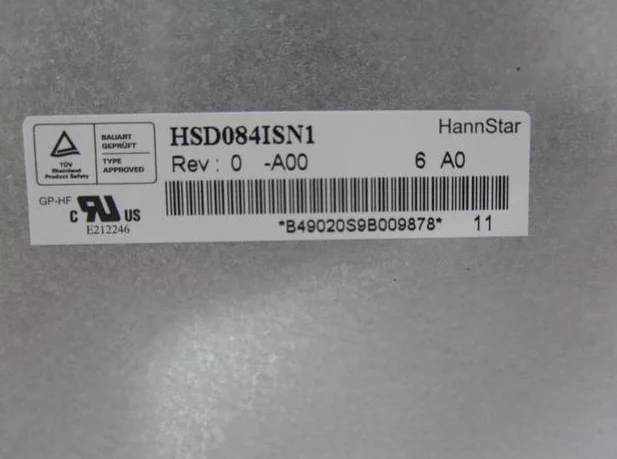 BAUART
GEPRÜFT
TÜV
Rheinland
Product Safety
TYPE
APPROVED
HSD084ISN1
HannStar
Rev : 0 -A00 6 A0
GP-HF
C RU US
E212246
*B49020S9B009878* 11